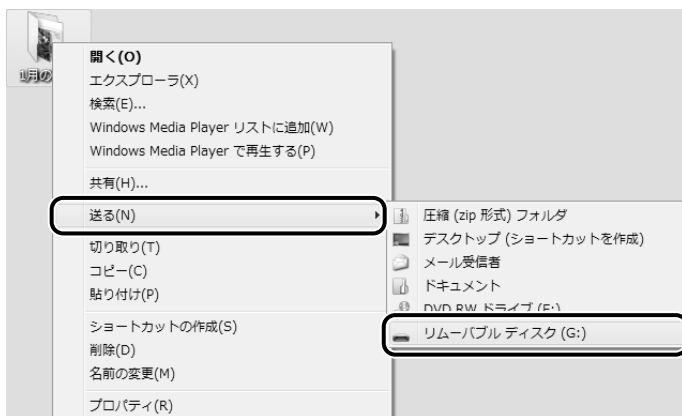 1月の
開く(O)
エクスプローラ(X)
検索(E)...
Windows Media Player リストに追加(W)
Windows Media Player で再生する(P)
共有(H)...
送る(N)
切り取り(T)
コピー(C)
貼り付け(P)
ショートカットの作成(S)
削除(D)
名前の変更(M)
プロパティ(R)
圧縮 (zip 形式) フォルダ
デスクトップ (ショートカットを作成)
メール受信者
ドキュメント
DVD RW ドライブ (F:)
リムーバブル ディスク (G:)